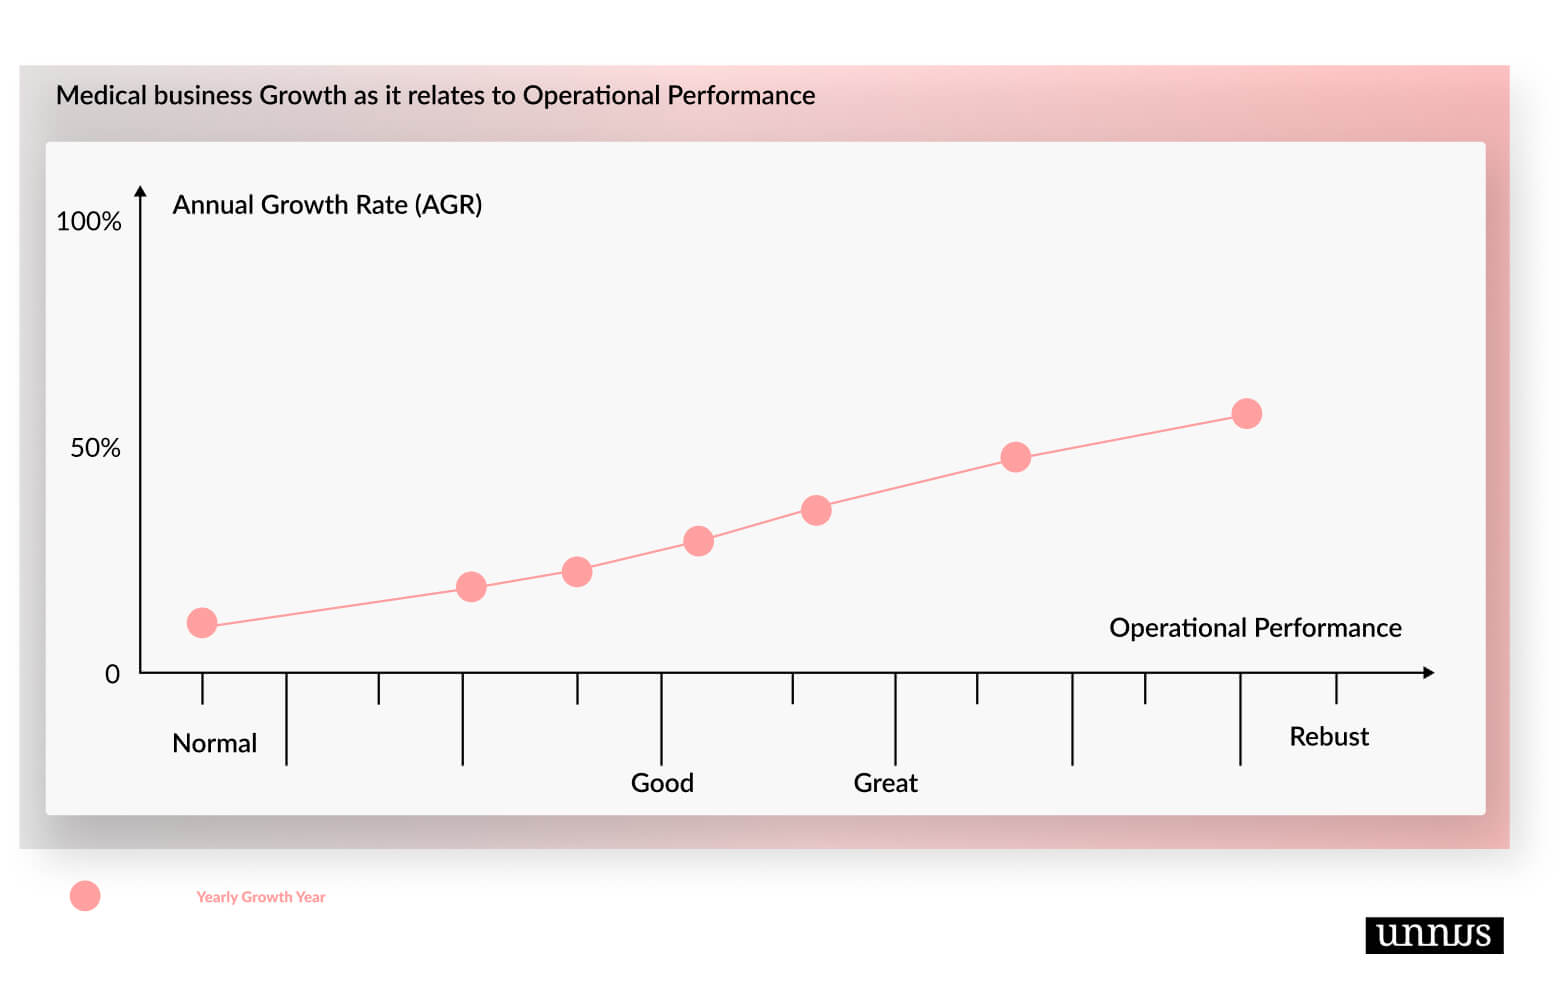 Medical business Growth as it relates to Operational Performance
Annual Growth Rate (AGR)
100%
50%
Operational Performance
0
Normal
Rebust
Good
Great
Yearly Growth Year
unnus